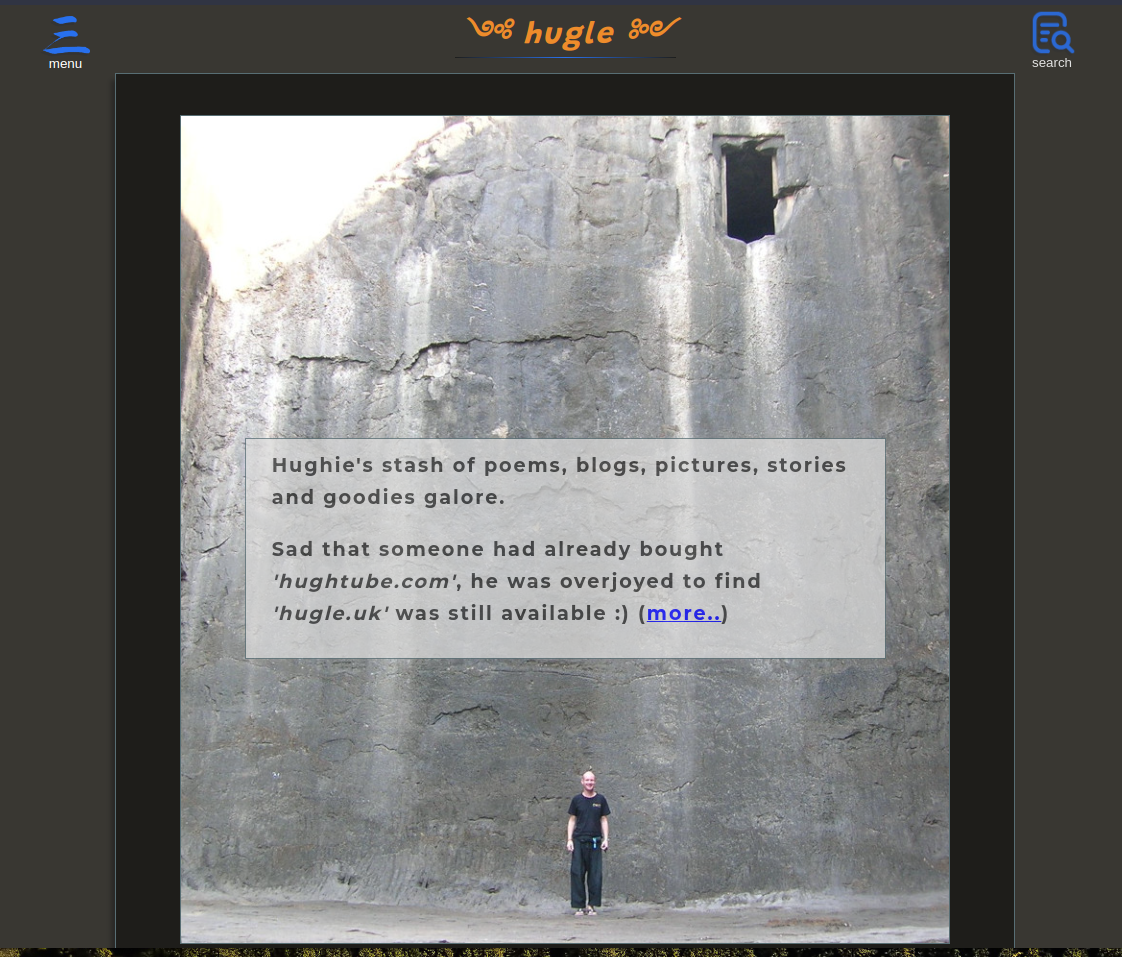 menu
hugle
search
Hughie's stash of poems, blogs, pictures, stories
and goodies galore.
Sad that someone had already bought
'hughtube.com', he was overjoyed to find
'hugle.uk' was still available :) (more..)